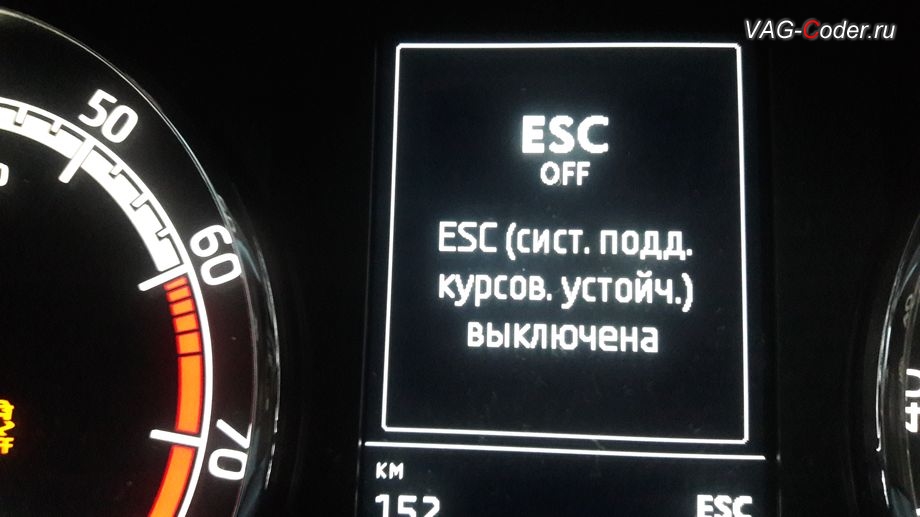 VAG-Coder.ru
50
60
70
ESC
OFF
ESC (сист. подд.
курсов. устойч.)
выключена
км
152
ESC